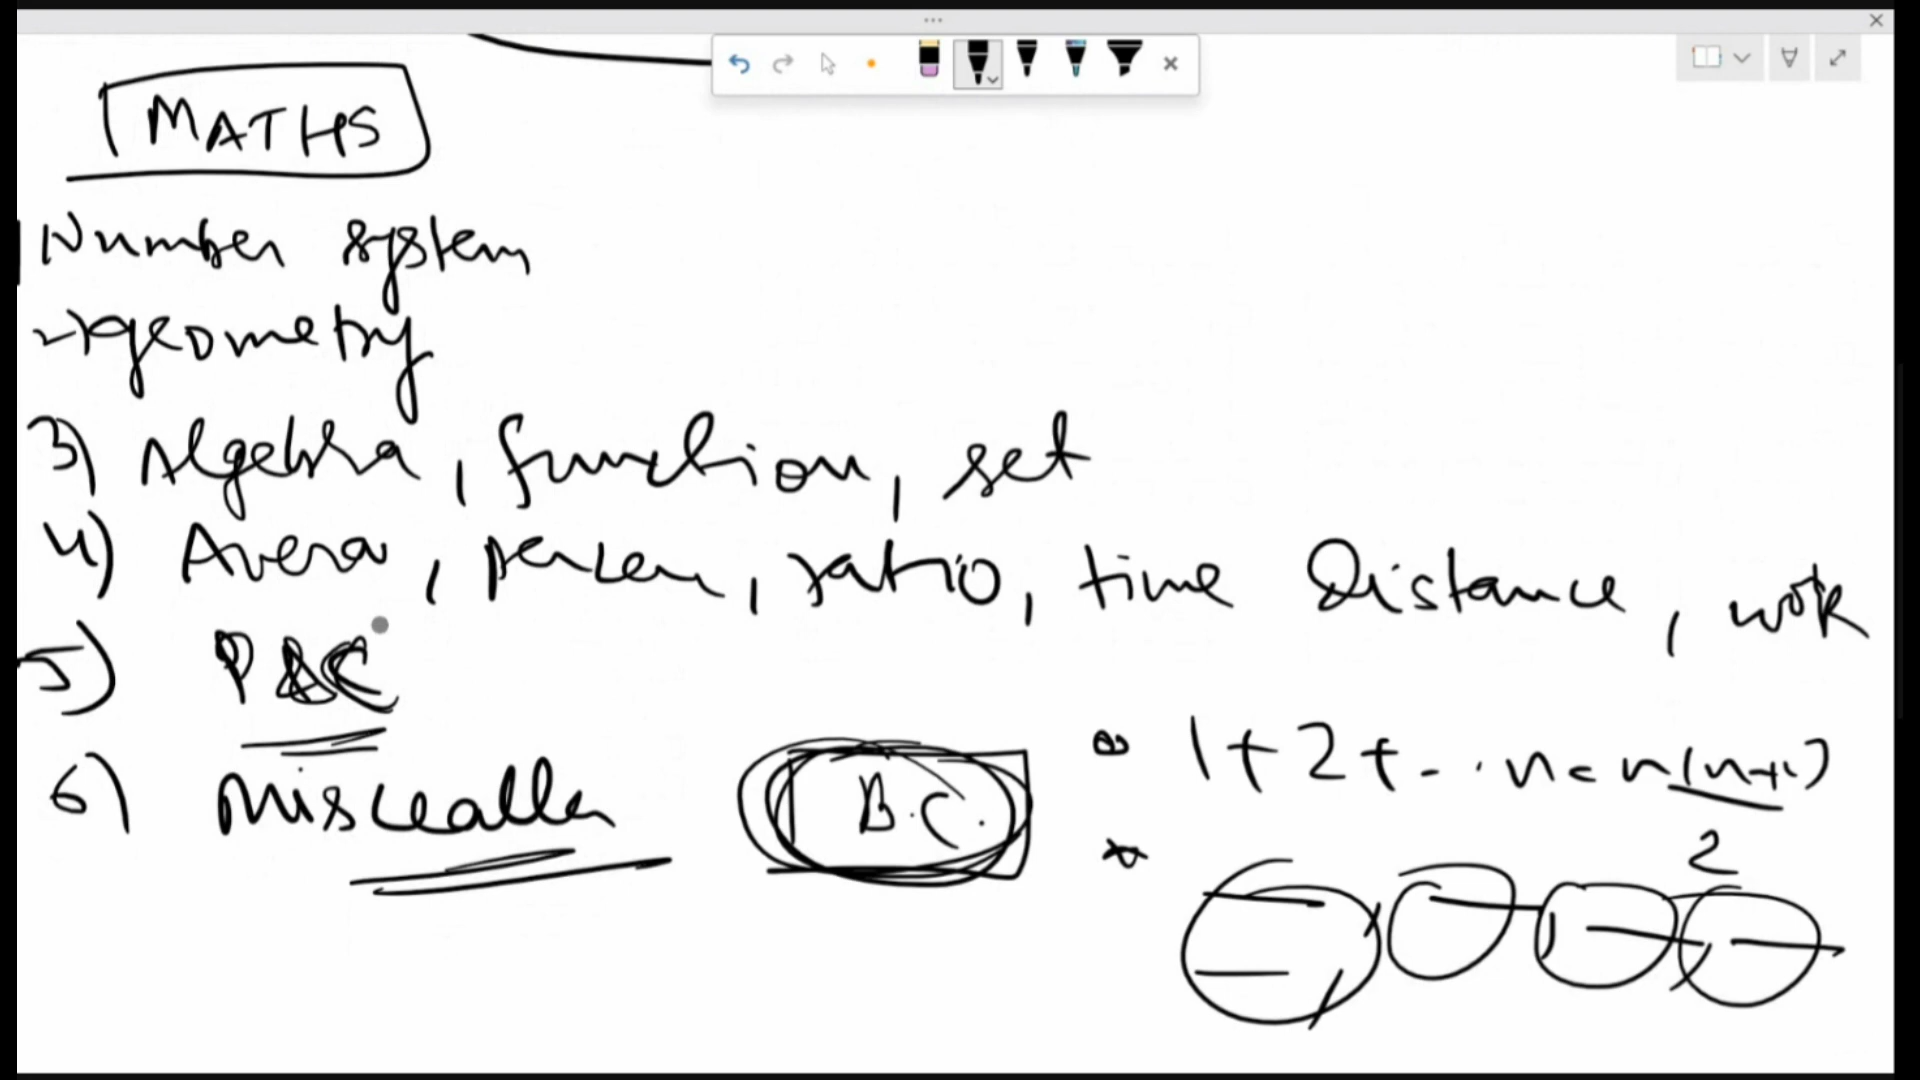 MATHS
Number system
geometry
3) Algebra, function, set
4) Avera, percen, ratio, time Distance, work
5) P&C
6) Misceallen
B.C.
1+2+-. n = n(n+1)
2